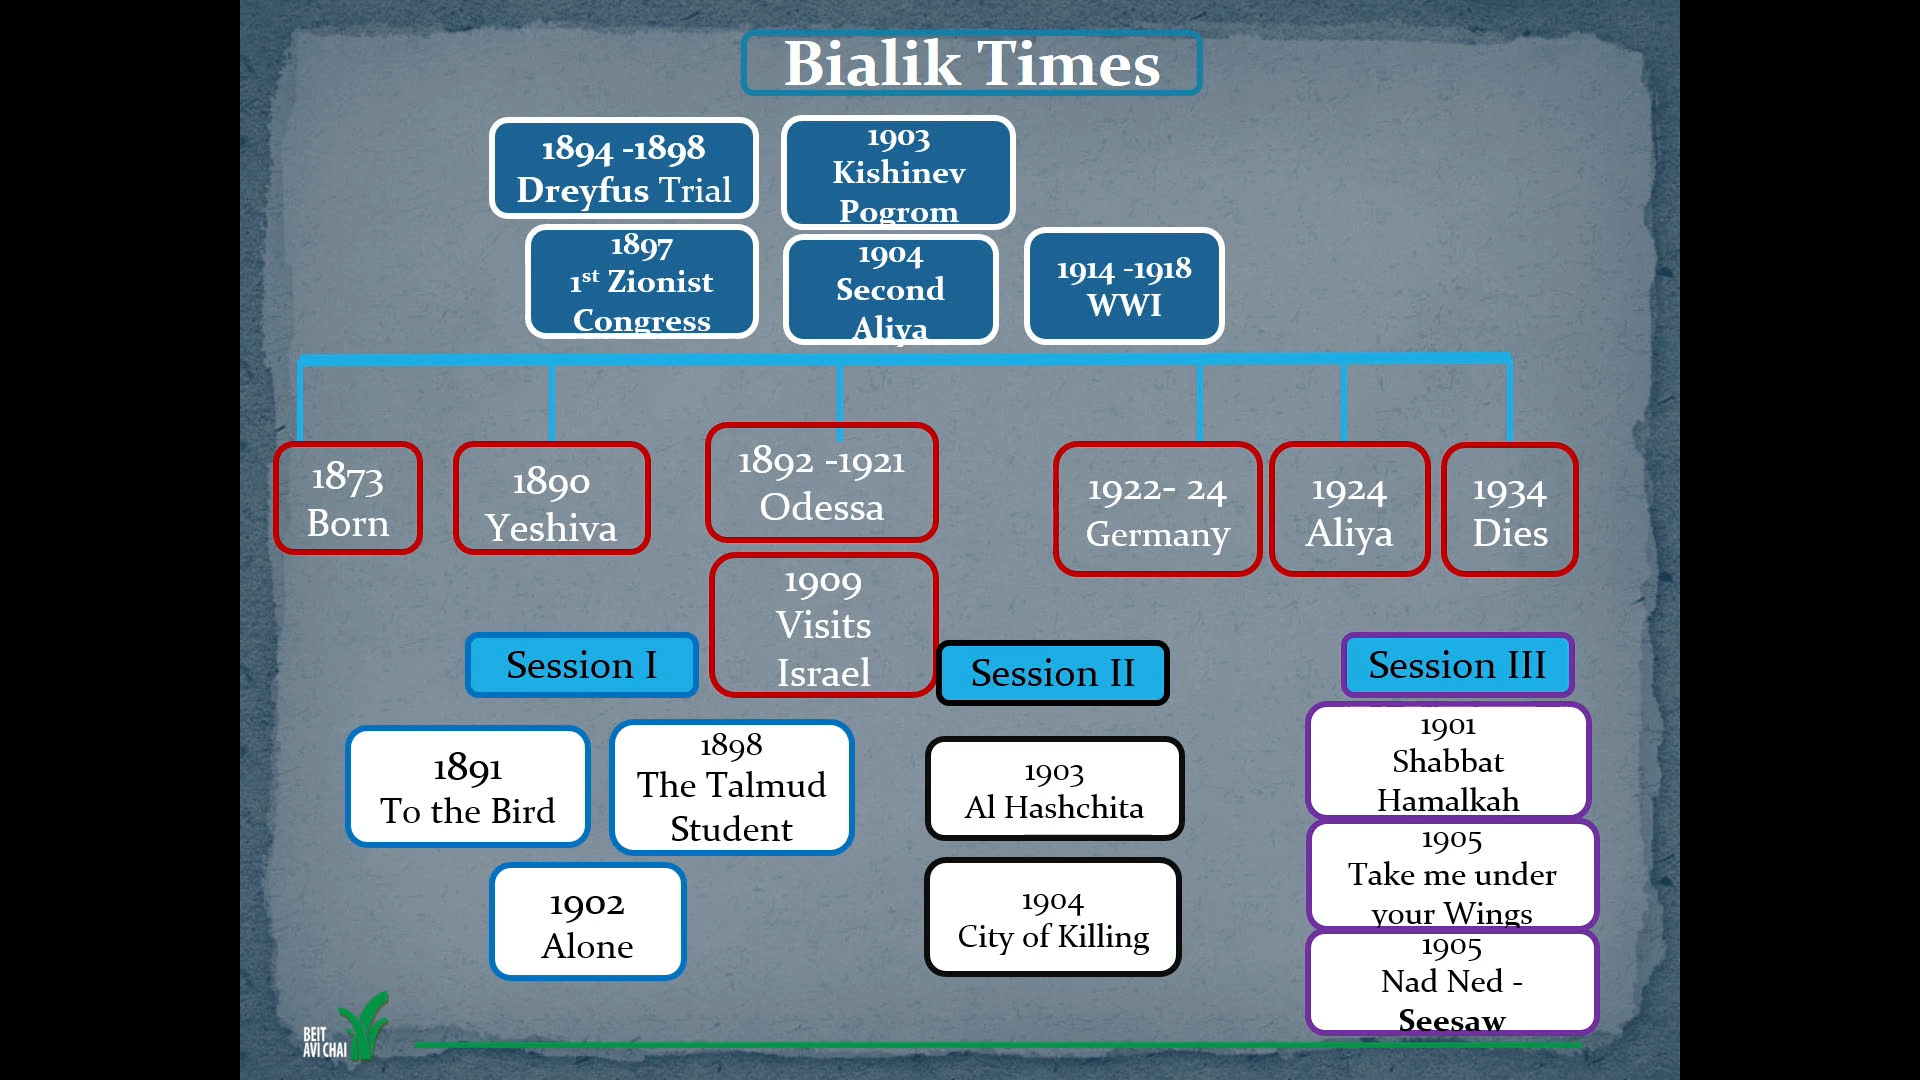 Bialik Times
1894 -1898
Dreyfus Trial
1903
Kishinev
Pogrom
1897
1st Zionist
Congress
1904
Second
Aliya
1914 -1918
WWI
1873
Born
1890
Yeshiva
1892 -1921
Odessa
1909
Visits
Israel
1922- 24
Germany
1924
Aliya
1934
Dies
Session I
1891
To the Bird
1898
The Talmud
Student
1902
Alone
Session II
1903
Al Hashchita
1904
City of Killing
Session III
1901
Shabbat
Hamalkah
1905
Take me under
your Wings
1905
Nad Ned -
Seesaw
BEIT
AVI CHAI